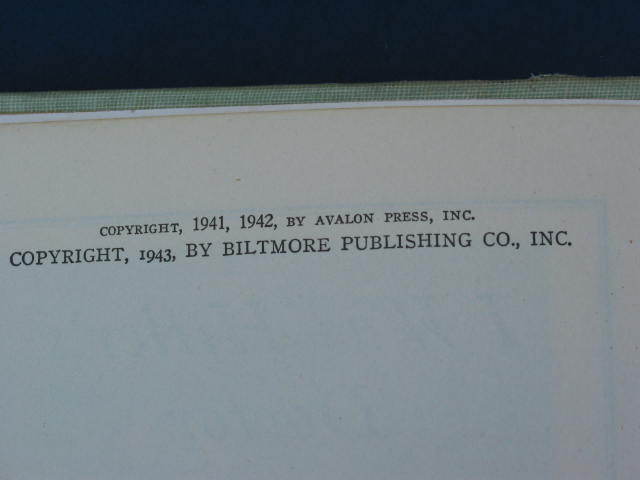 COPYRIGHT, 1941, 1942, BY AVALON PRESS, INC.
COPYRIGHT, 1943, BY BILTMORE PUBLISHING CO., INC.